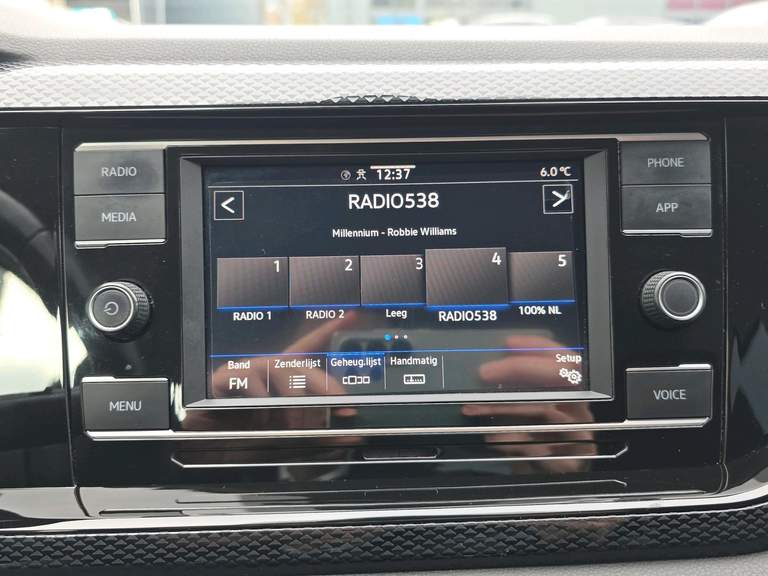 RADIO
MEDIA
MENU
12:37
6.0 °C
RADIO538
Millennium - Robbie Williams
1 2 3 4 5
RADIO 1 RADIO 2 Leeg RADIO538 100% NL
Band Zenderlijst Geheug.lijst Handmatig Setup
FM
PHONE
APP
VOICE